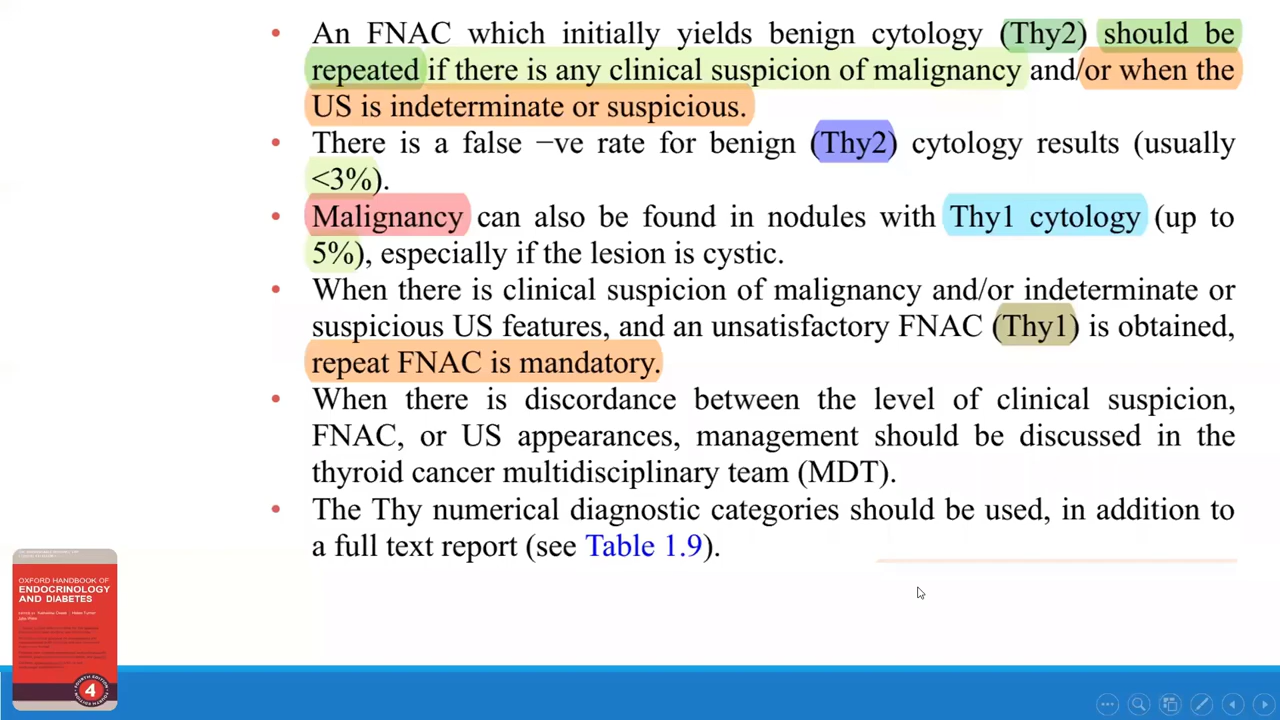 • An FNAC which initially yields benign cytology (Thy2) should be
repeated if there is any clinical suspicion of malignancy and/or when the
US is indeterminate or suspicious.
• There is a false −ve rate for benign (Thy2) cytology results (usually
<3%).
• Malignancy can also be found in nodules with Thy1 cytology (up to
5%), especially if the lesion is cystic.
• When there is clinical suspicion of malignancy and/or indeterminate or
suspicious US features, and an unsatisfactory FNAC (Thy1) is obtained,
repeat FNAC is mandatory.
• When there is discordance between the level of clinical suspicion,
FNAC, or US appearances, management should be discussed in the
thyroid cancer multidisciplinary team (MDT).
• The Thy numerical diagnostic categories should be used, in addition to
a full text report (see Table 1.9).
OXFORD HANDBOOK OF
ENDOCRINOLOGY
AND DIABETES
4